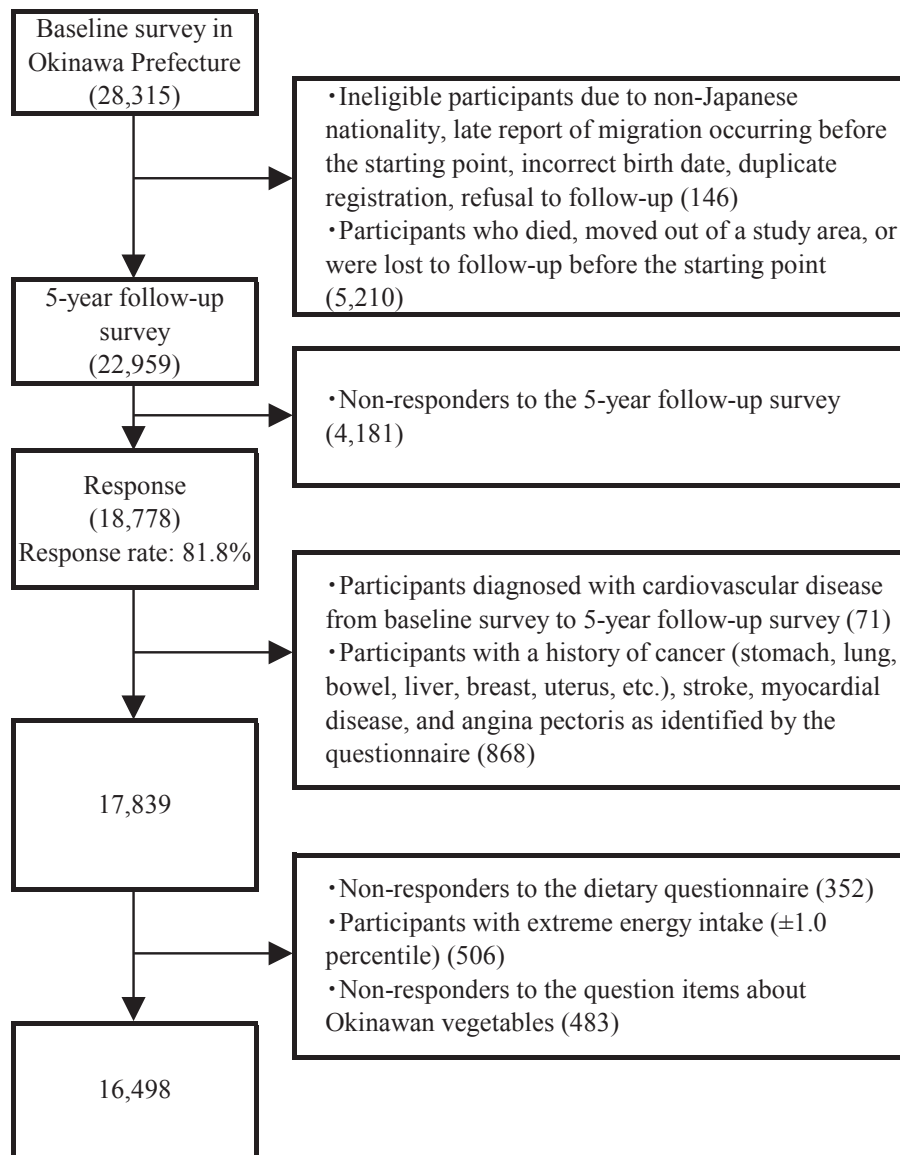 Baseline survey in
Okinawa Prefecture
(28,315)
・Ineligible participants due to non-Japanese
nationality, late report of migration occurring before
the starting point, incorrect birth date, duplicate
registration, refusal to follow-up (146)
・Participants who died, moved out of a study area, or
were lost to follow-up before the starting point
(5,210)
5-year follow-up
survey
(22,959)
・Non-responders to the 5-year follow-up survey
(4,181)
Response
(18,778)
Response rate: 81.8%
・Participants diagnosed with cardiovascular disease
from baseline survey to 5-year follow-up survey (71)
・Participants with a history of cancer (stomach, lung,
bowel, liver, breast, uterus, etc.), stroke, myocardial
disease, and angina pectoris as identified by the
questionnaire (868)
17,839
・Non-responders to the dietary questionnaire (352)
・Participants with extreme energy intake (±1.0
percentile) (506)
・Non-responders to the question items about
Okinawan vegetables (483)
16,498